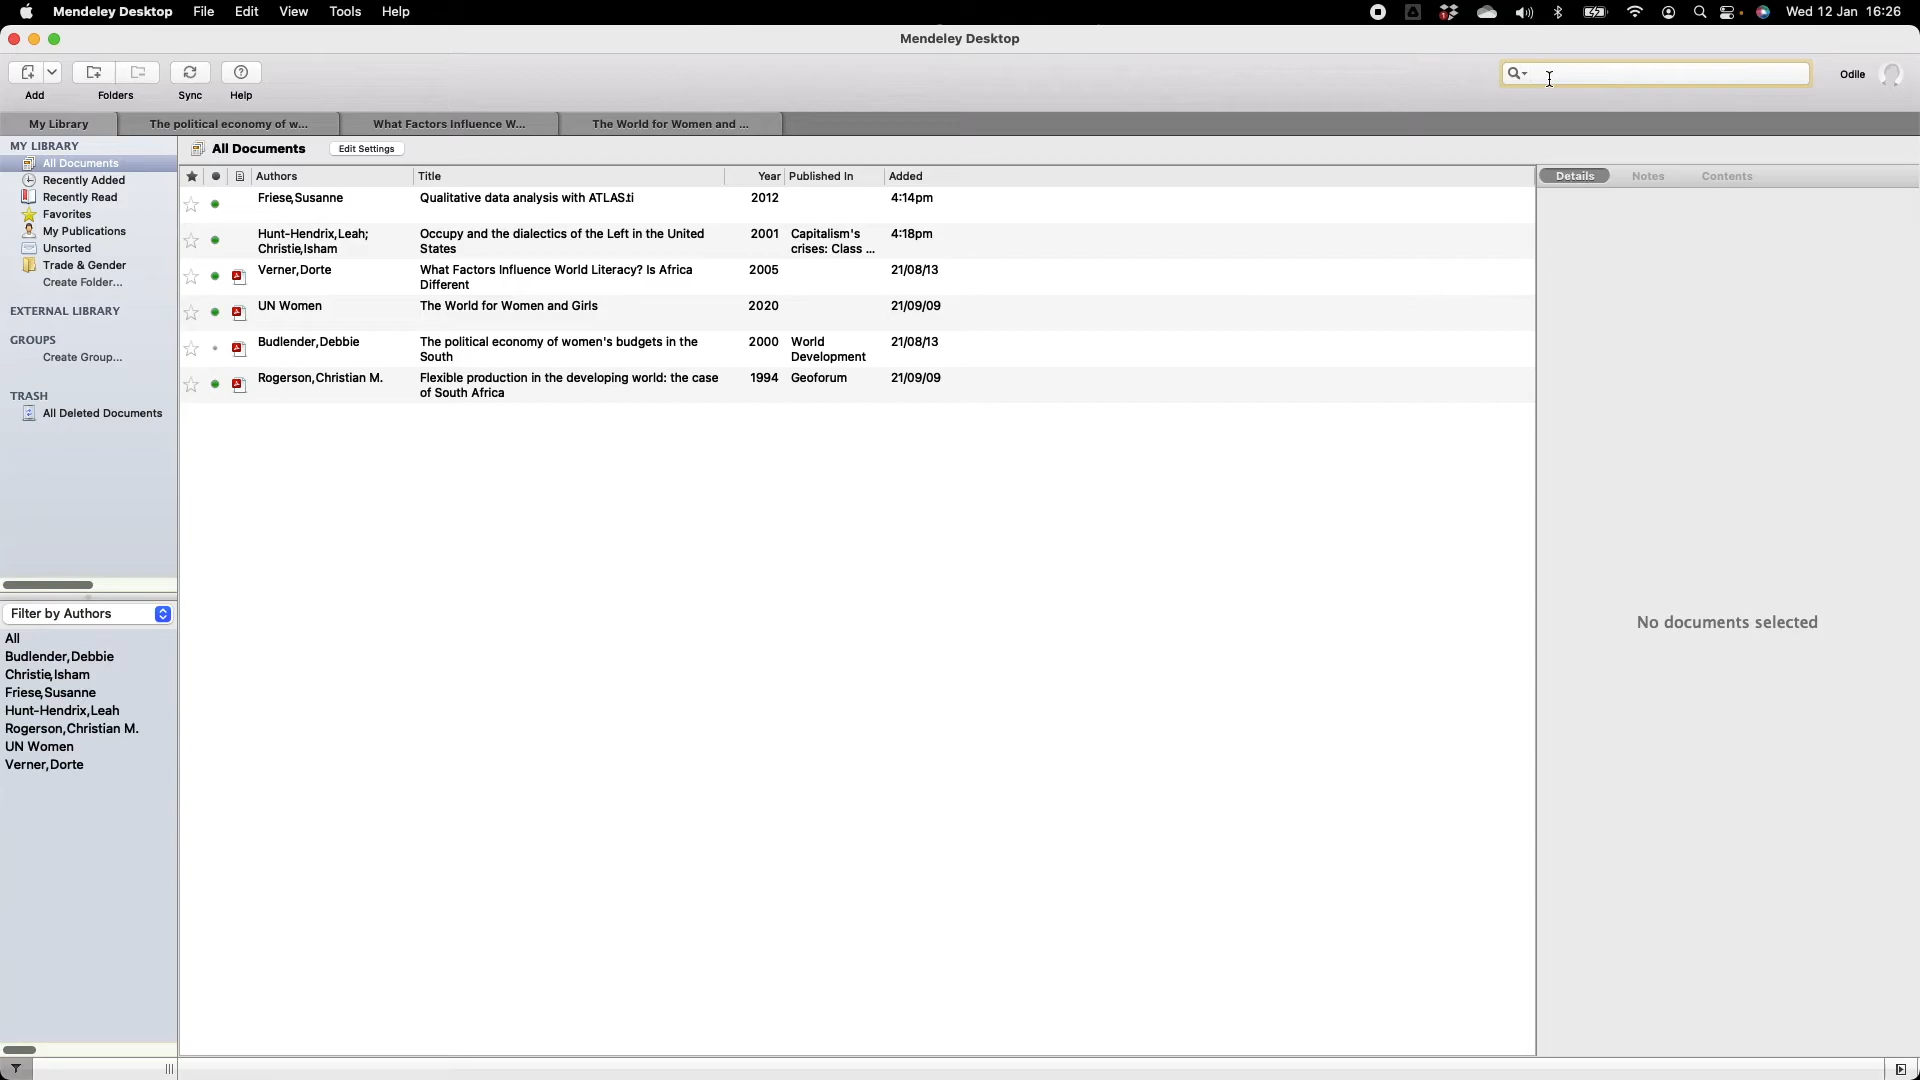 Mendeley Desktop File Edit View Tools Help Wed 12 Jan 16:26
Mendeley Desktop
Add Folders Sync Help Odile
My Library The political economy of w... What Factors Influence W... The World for Women and ...
MY LIBRARY
All Documents
Recently Added
Recently Read
Favorites
My Publications
Unsorted
Trade & Gender
Create Folder...
EXTERNAL LIBRARY
GROUPS
Create Group...
TRASH
All Deleted Documents
Filter by Authors
All
Budlender, Debbie
Christie, Isham
Friese, Susanne
Hunt-Hendrix, Leah
Rogerson, Christian M.
UN Women
Verner, Dorte
All Documents Edit Settings
Authors Title Year Published In Added
Friese, Susanne Qualitative data analysis with ATLAS.ti 2012 4:14pm
Hunt-Hendrix, Leah; Occupy and the dialectics of the Left in the United 2001 Capitalism's 4:18pm
Christie, Isham States crises: Class ...
Verner, Dorte What Factors Influence World Literacy? Is Africa 2005 21/08/13
Different
UN Women The World for Women and Girls 2020 21/09/09
Budlender, Debbie The political economy of women's budgets in the 2000 World 21/08/13
South Development
Rogerson, Christian M. Flexible production in the developing world: the case 1994 Geoforum 21/09/09
of South Africa
Details Notes Contents
No documents selected